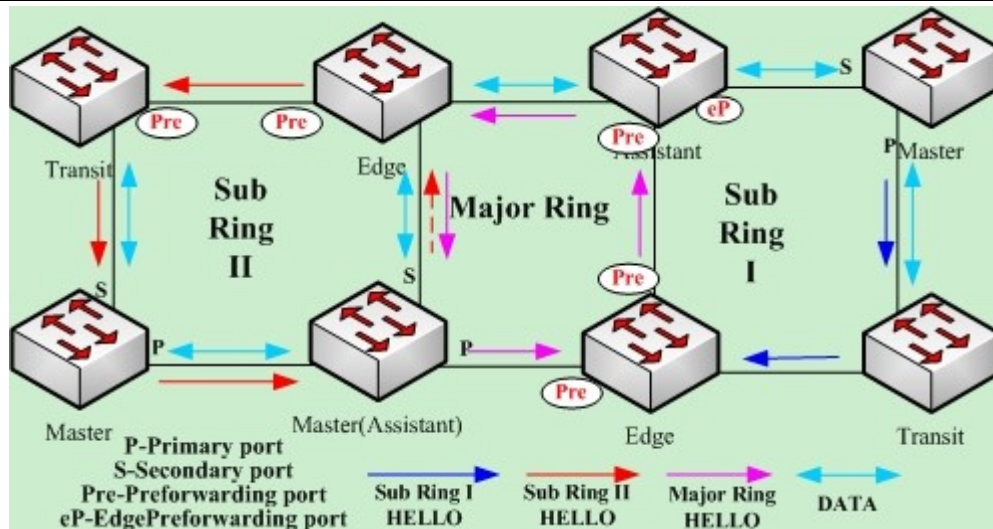 S
eP
Pre
Pre
Pre
Transit
Edge
Assistant
P
Master
Sub
Ring
II
Major Ring
Sub
Ring
I
S
S
Pre
P
P
Pre
Master
Master(Assistant)
Edge
Transit
P-Primary port
S-Secondary port
Pre-Preforwarding port
eP-EdgePreforwarding port
Sub Ring I
HELLO
Sub Ring II
HELLO
Major Ring
HELLO
DATA